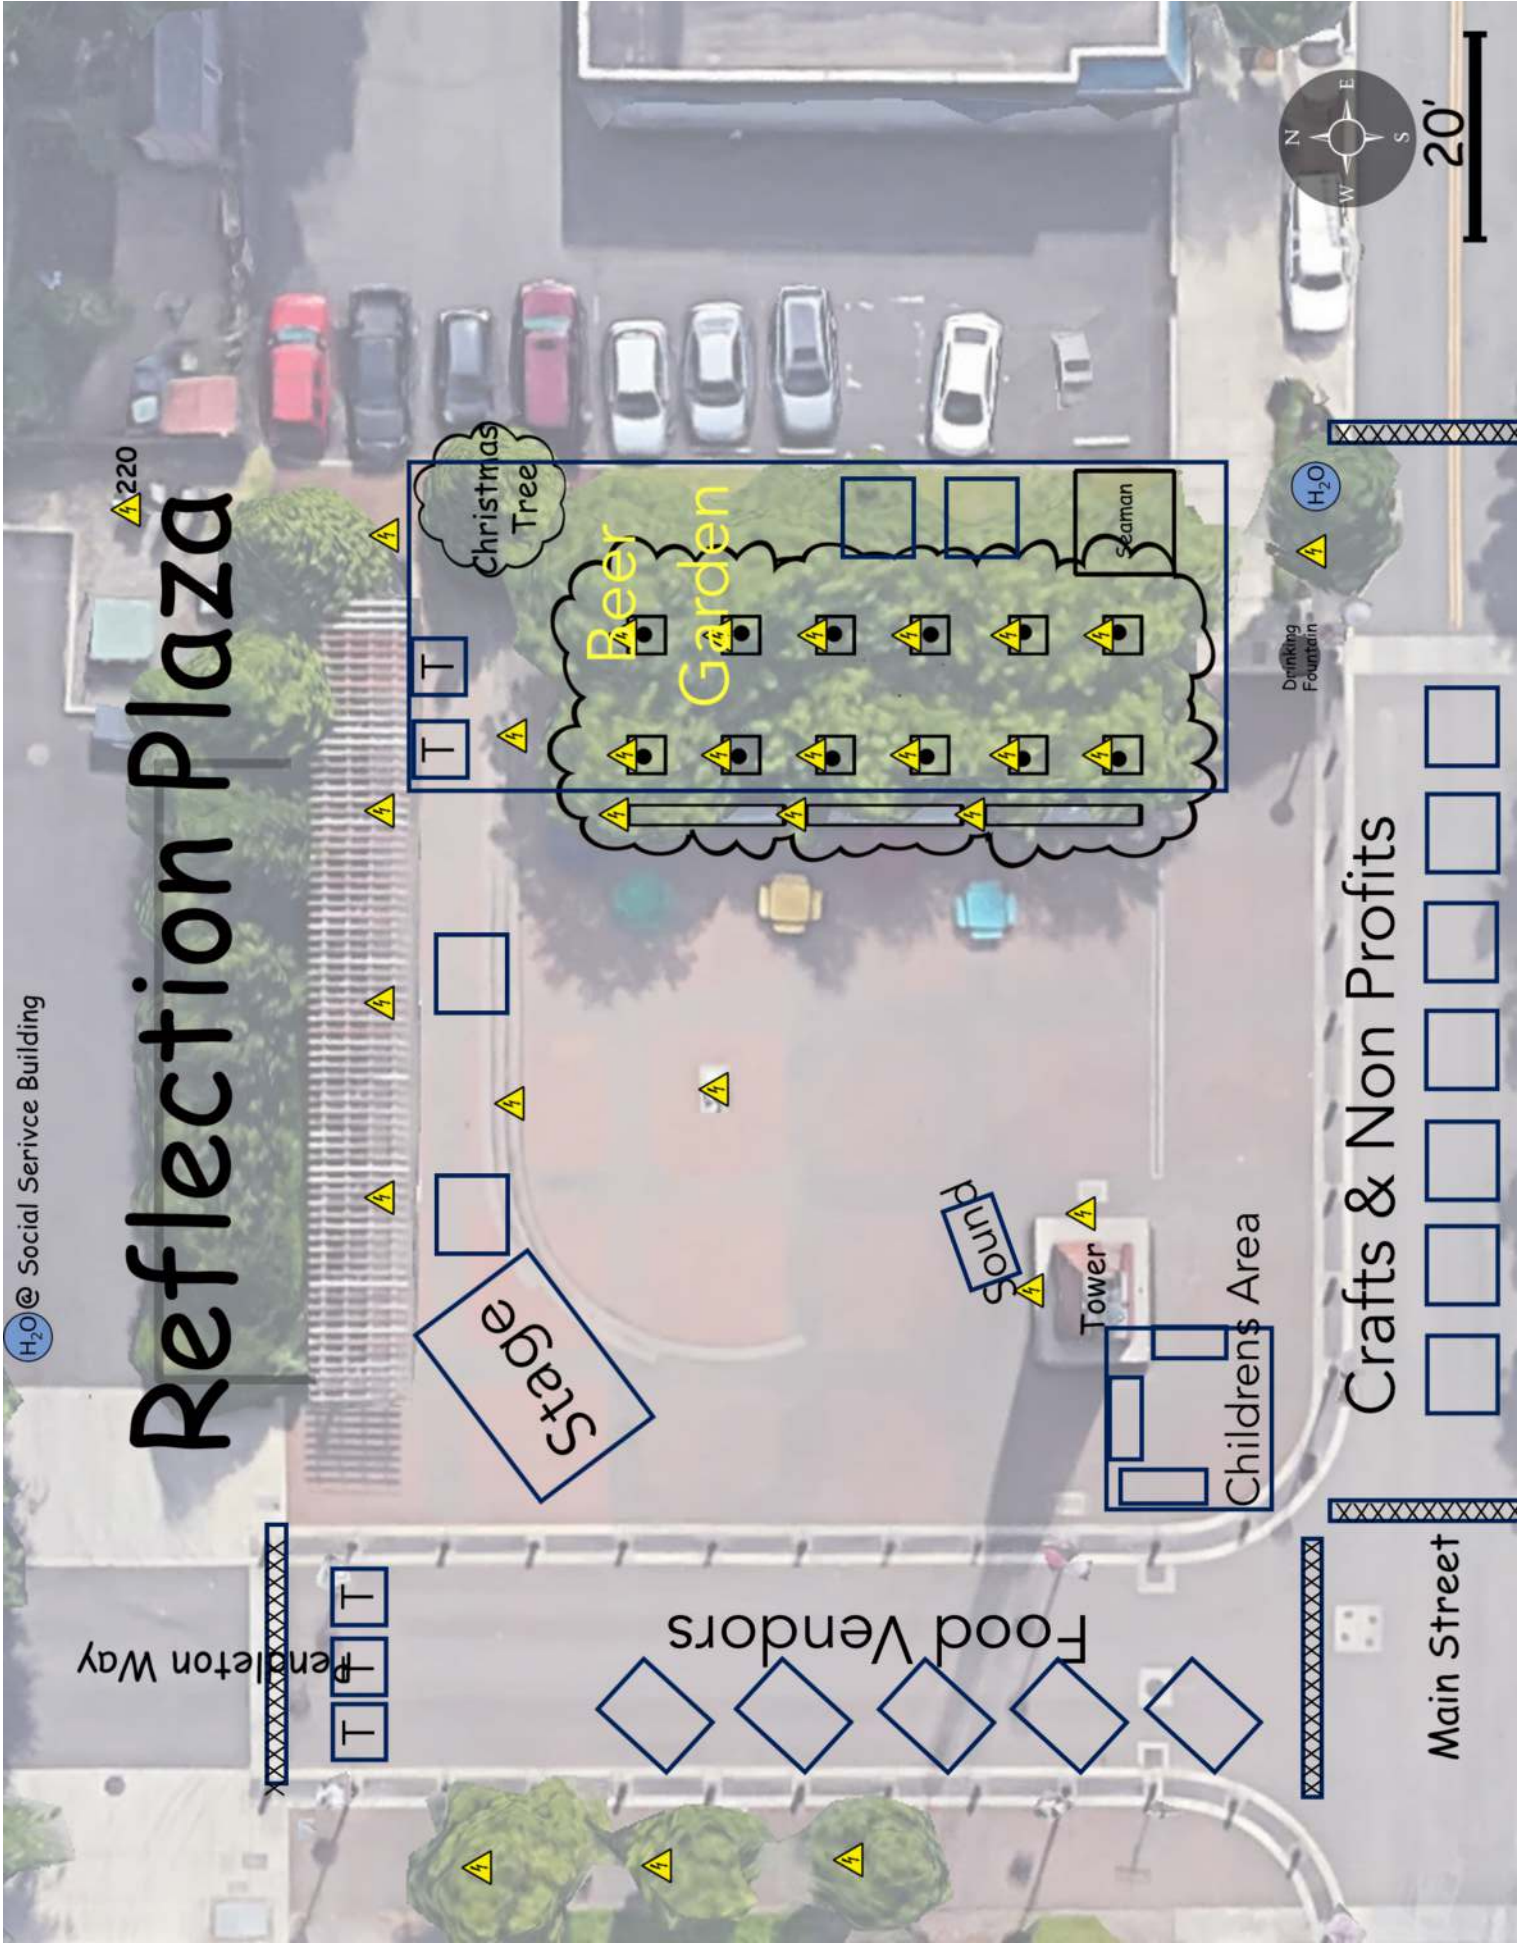 Reflection Plaza
H₂O @ Social Serivce Building
220
Christmas
Tree
Beer
Garden
Seaman
T
T
H₂O
Drinking
Fountain
N
E
S
W
20'
Stage
Sound
Tower
Childrens Area
Crafts & Non Profits
Food Vendors
Pendleton Way
T
T
T
Main Street